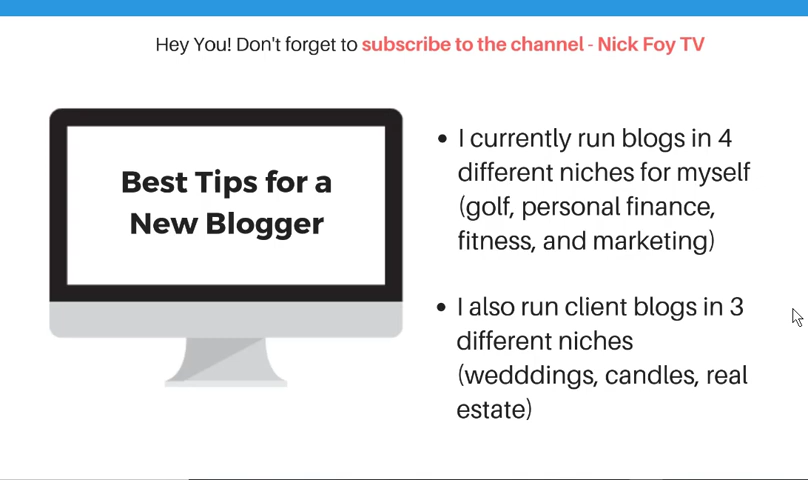 Hey You! Don't forget to subscribe to the channel - Nick Foy TV
Best Tips for a
New Blogger
• I currently run blogs in 4
different niches for myself
(golf, personal finance,
fitness, and marketing)
• I also run client blogs in 3
different niches
(wedddings, candles, real
estate)